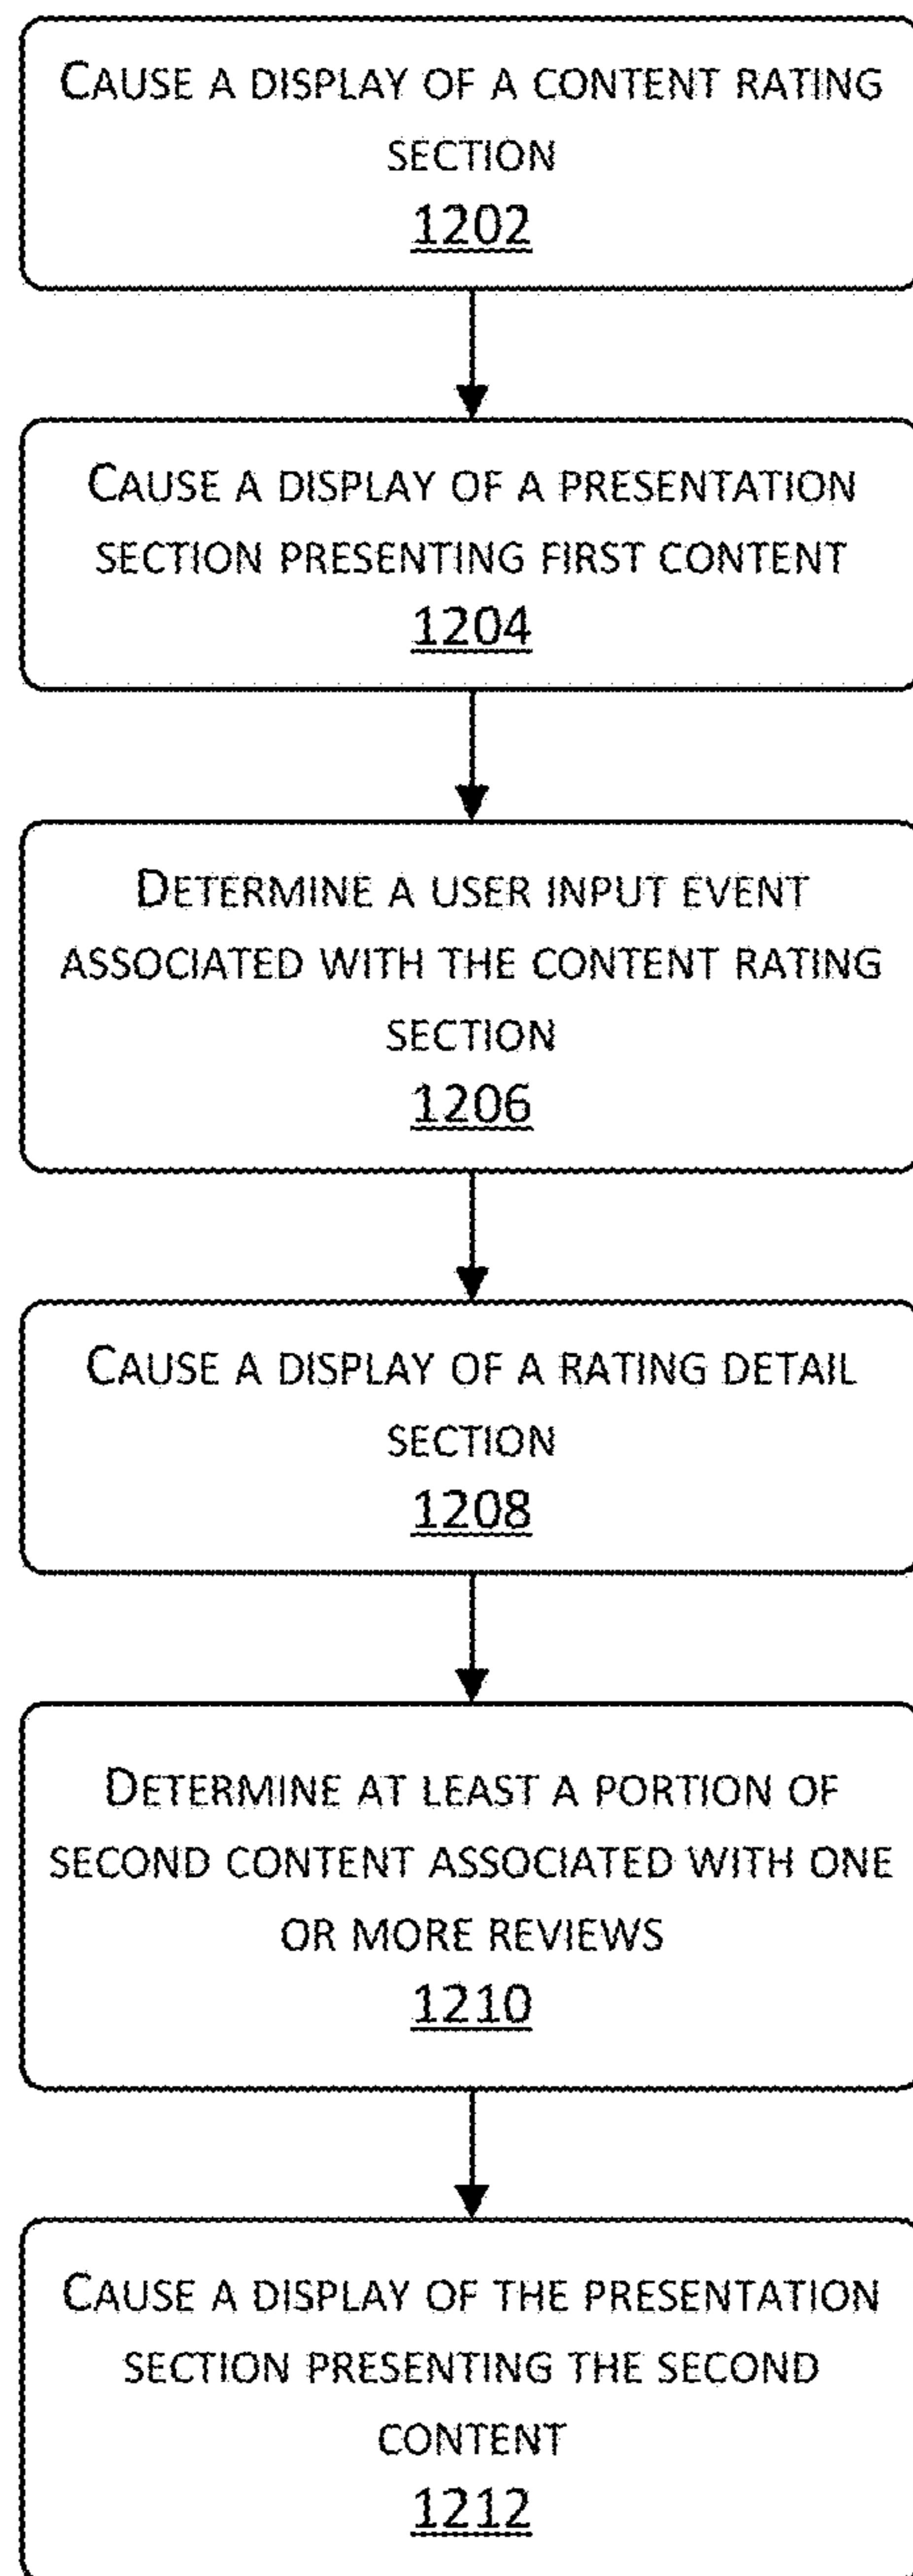 CAUSE A DISPLAY OF A CONTENT RATING
SECTION
1202
CAUSE A DISPLAY OF A PRESENTATION
SECTION PRESENTING FIRST CONTENT
1204
DETERMINE A USER INPUT EVENT
ASSOCIATED WITH THE CONTENT RATING
SECTION
1206
CAUSE A DISPLAY OF A RATING DETAIL
SECTION
1208
DETERMINE AT LEAST A PORTION OF
SECOND CONTENT ASSOCIATED WITH ONE
OR MORE REVIEWS
1210
CAUSE A DISPLAY OF THE PRESENTATION
SECTION PRESENTING THE SECOND
CONTENT
1212